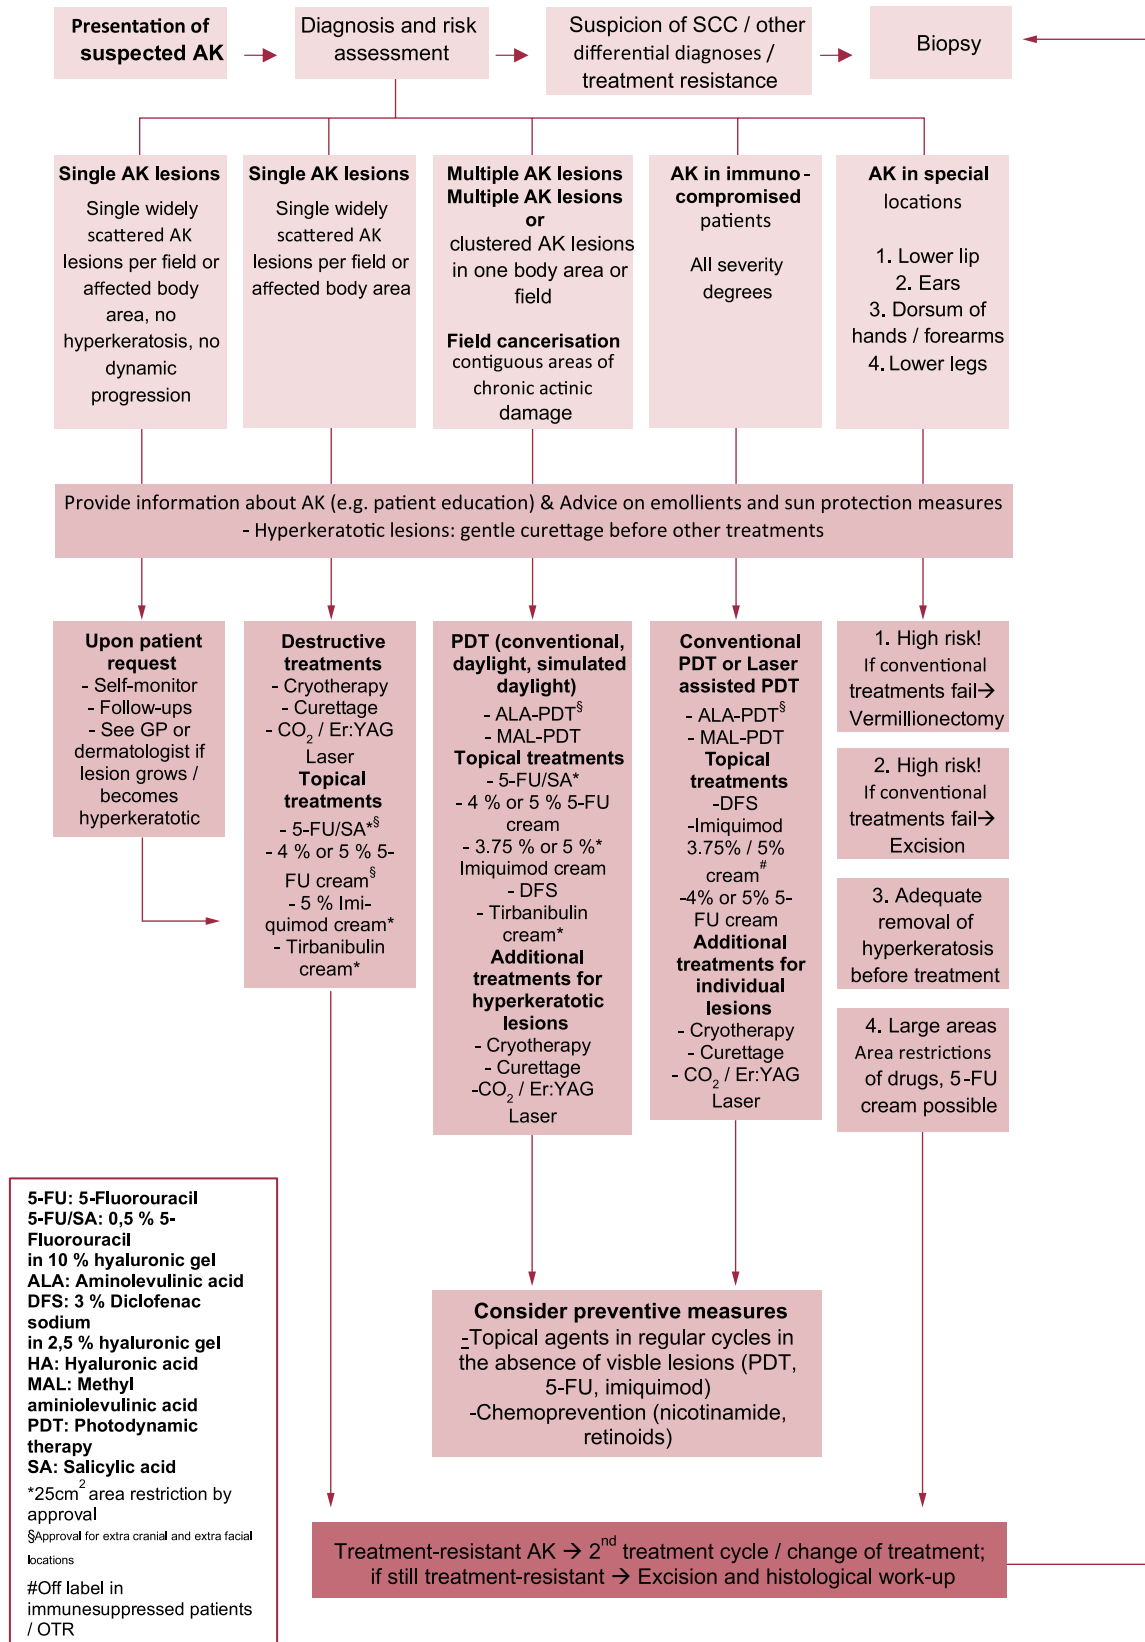 Presentation of
suspected AK
Diagnosis and risk
assessment
Suspicion of SCC / other
differential diagnoses /
treatment resistance
Biopsy
Single AK lesions
Single widely
scattered AK
lesions per field or
affected body
area, no
hyperkeratosis, no
dynamic
progression
Single AK lesions
Single widely
scattered AK
lesions per field or
affected body area
Multiple AK lesions
Multiple AK lesions
or
clustered AK lesions
in one body area or
field
Field cancerisation
contiguous areas of
chronic actinic
damage
AK in immuno-
compromised
patients
All severity
degrees
AK in special
locations
1. Lower lip
2. Ears
3. Dorsum of
hands / forearms
4. Lower legs
Provide information about AK (e.g. patient education) & Advice on emollients and sun protection measures
- Hyperkeratotic lesions: gentle curettage before other treatments
Upon patient
request
- Self-monitor
- Follow-ups
- See GP or
dermatologist if
lesion grows /
becomes
hyperkeratotic
Destructive
treatments
- Cryotherapy
- Curettage
- CO2 / Er:YAG
Laser
Topical
treatments
- 5-FU/SA*§
- 4 % or 5 % 5-
FU cream§
- 5 % Imi-
quimod cream*
- Tirbanibulin
cream*
PDT (conventional,
daylight, simulated
daylight)
- ALA-PDT§
- MAL-PDT
Topical treatments
- 5-FU/SA*
- 4 % or 5 % 5-FU
cream
- 3.75 % or 5 %*
Imiquimod cream
- DFS
- Tirbanibulin
cream*
Additional
treatments for
hyperkeratotic
lesions
- Cryotherapy
- Curettage
-CO2 / Er:YAG
Laser
Conventional
PDT or Laser
assisted PDT
- ALA-PDT§
- MAL-PDT
Topical
treatments
-DFS
-Imiquimod
3.75% / 5%
cream#
-4% or 5% 5-
FU cream
Additional
treatments for
individual
lesions
- Cryotherapy
- Curettage
- CO2 / Er:YAG
Laser
1. High risk!
If conventional
treatments fail→
Vermillionectomy
2. High risk!
If conventional
treatments fail→
Excision
3. Adequate
removal of
hyperkeratosis
before treatment
4. Large areas
Area restrictions
of drugs, 5-FU
cream possible
Consider preventive measures
-Topical agents in regular cycles in
the absence of visble lesions (PDT,
5-FU, imiquimod)
-Chemoprevention (nicotinamide,
retinoids)
5-FU: 5-Fluorouracil
5-FU/SA: 0,5 % 5-
Fluorouracil
in 10 % hyaluronic gel
ALA: Aminolevulinic acid
DFS: 3 % Diclofenac
sodium
in 2,5 % hyaluronic gel
HA: Hyaluronic acid
MAL: Methyl
aminiolevulinic acid
PDT: Photodynamic
therapy
SA: Salicylic acid
*25cm2 area restriction by
approval
§Approval for extra cranial and extra facial
locations
#Off label in
immunesuppressed patients
/ OTR
Treatment-resistant AK → 2nd treatment cycle / change of treatment;
if still treatment-resistant → Excision and histological work-up